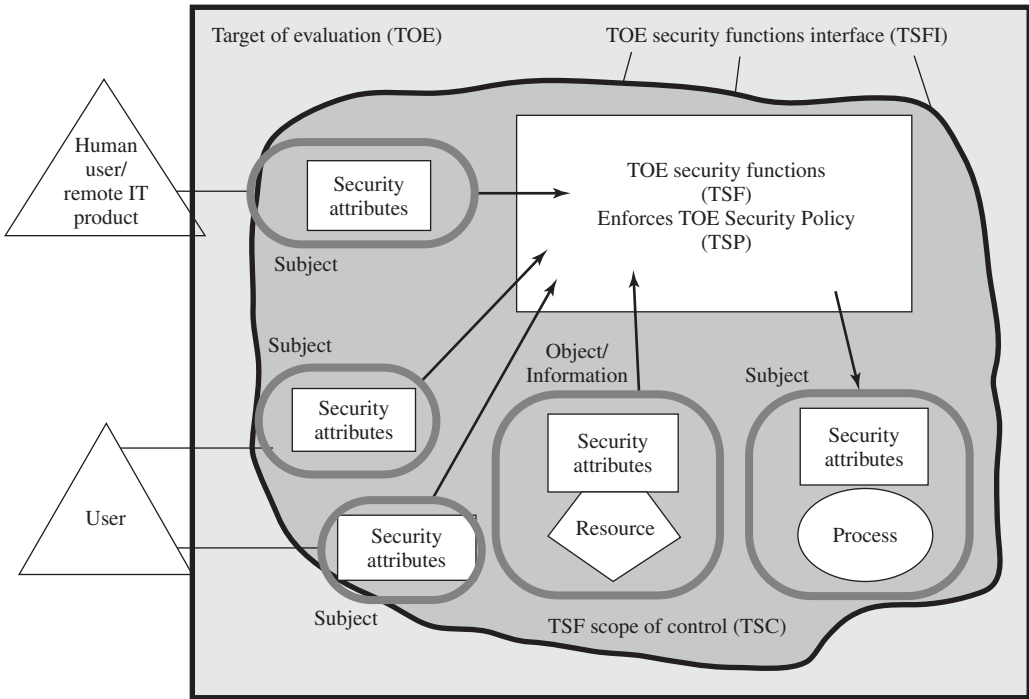 Target of evaluation (TOE)
TOE security functions interface (TSFI)
Human
user/
remote IT
product
Security
attributes
Subject
TOE security functions
(TSF)
Enforces TOE Security Policy
(TSP)
Subject
Security
attributes
Object/
Information
Security
attributes
Resource
Subject
Security
attributes
Process
User
Security
attributes
Subject
TSF scope of control (TSC)